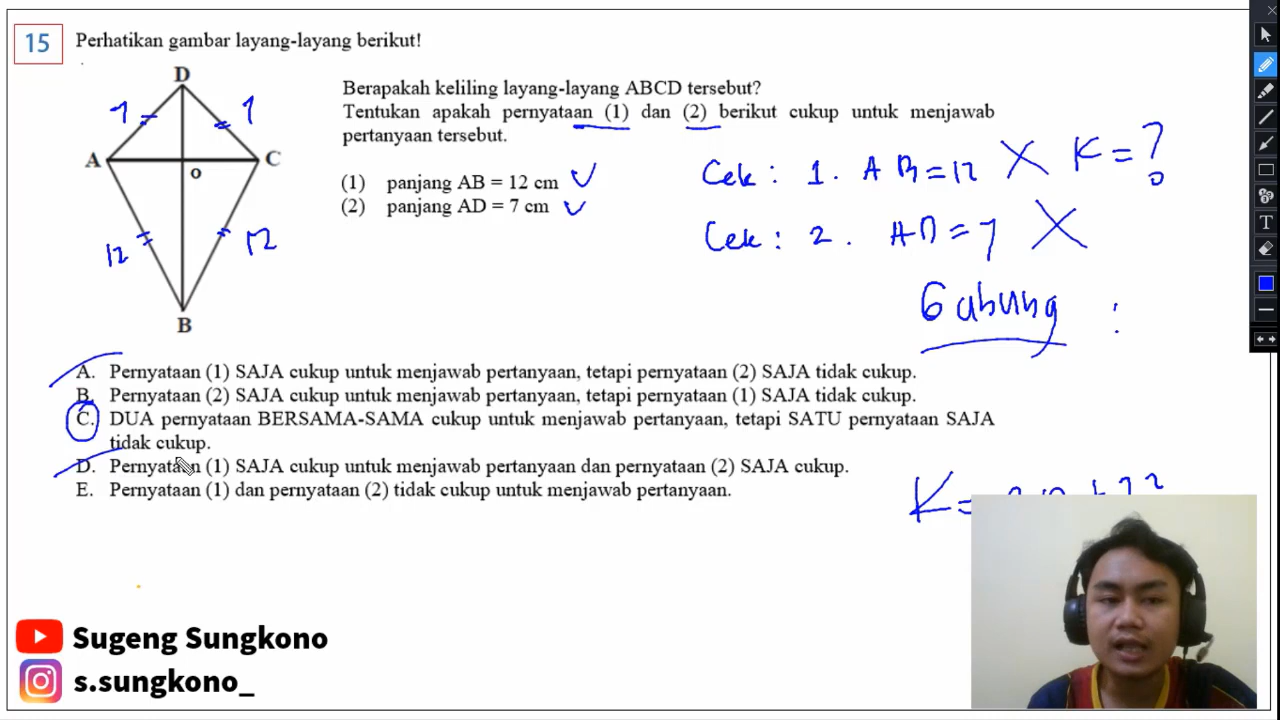 15 Perhatikan gambar layang-layang berikut!
D
7 7
A C
o
12 12
B
Berapakah keliling layang-layang ABCD tersebut?
Tentukan apakah pernyataan (1) dan (2) berikut cukup untuk menjawab
pertanyaan tersebut.
(1) panjang AB = 12 cm
(2) panjang AD = 7 cm
Cek : 1. AB = 12 X K = ?
Cek : 2. AD = 7 X
Gabung :
A. Pernyataan (1) SAJA cukup untuk menjawab pertanyaan, tetapi pernyataan (2) SAJA tidak cukup.
B. Pernyataan (2) SAJA cukup untuk menjawab pertanyaan, tetapi pernyataan (1) SAJA tidak cukup.
C. DUA pernyataan BERSAMA-SAMA cukup untuk menjawab pertanyaan, tetapi SATU pernyataan SAJA
tidak cukup.
D. Pernyataan (1) SAJA cukup untuk menjawab pertanyaan dan pernyataan (2) SAJA cukup.
E. Pernyataan (1) dan pernyataan (2) tidak cukup untuk menjawab pertanyaan.
K =
Sugeng Sungkono
s.sungkono_
T